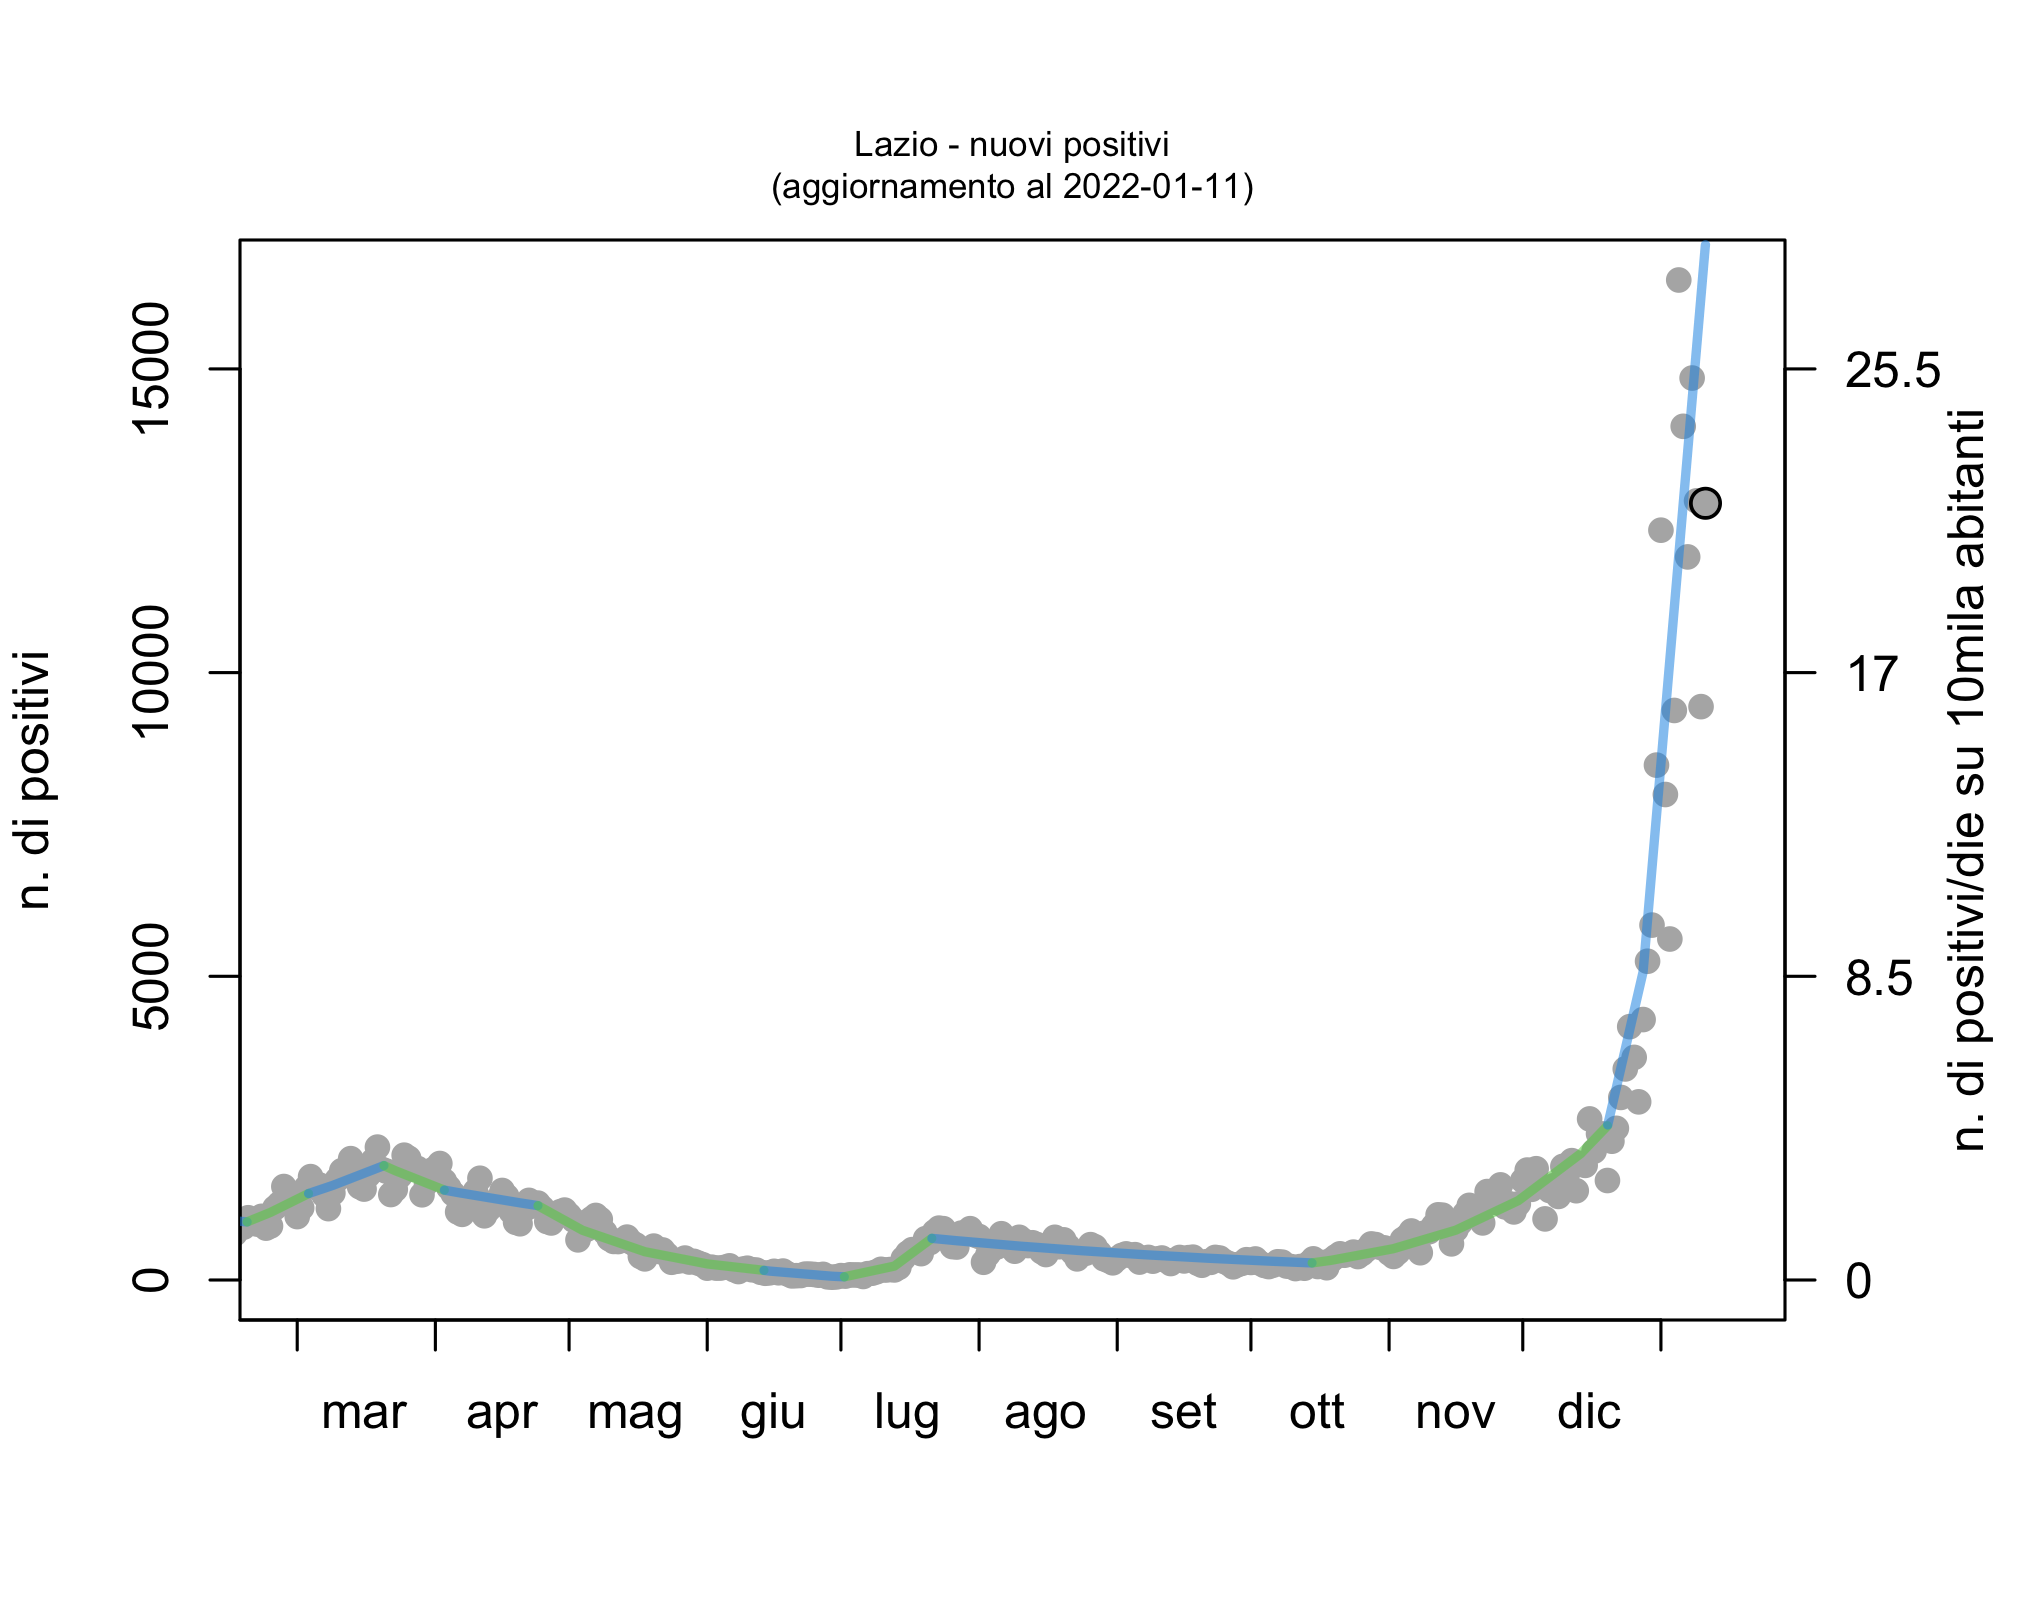 Lazio - nuovi positivi
(aggiornamento al 2022-01-11)
n. di positivi
15000
10000
5000
0
25.5
17
8.5
0
n. di positivi/die su 10mila abitanti
mar apr mag giu lug ago set ott nov dic